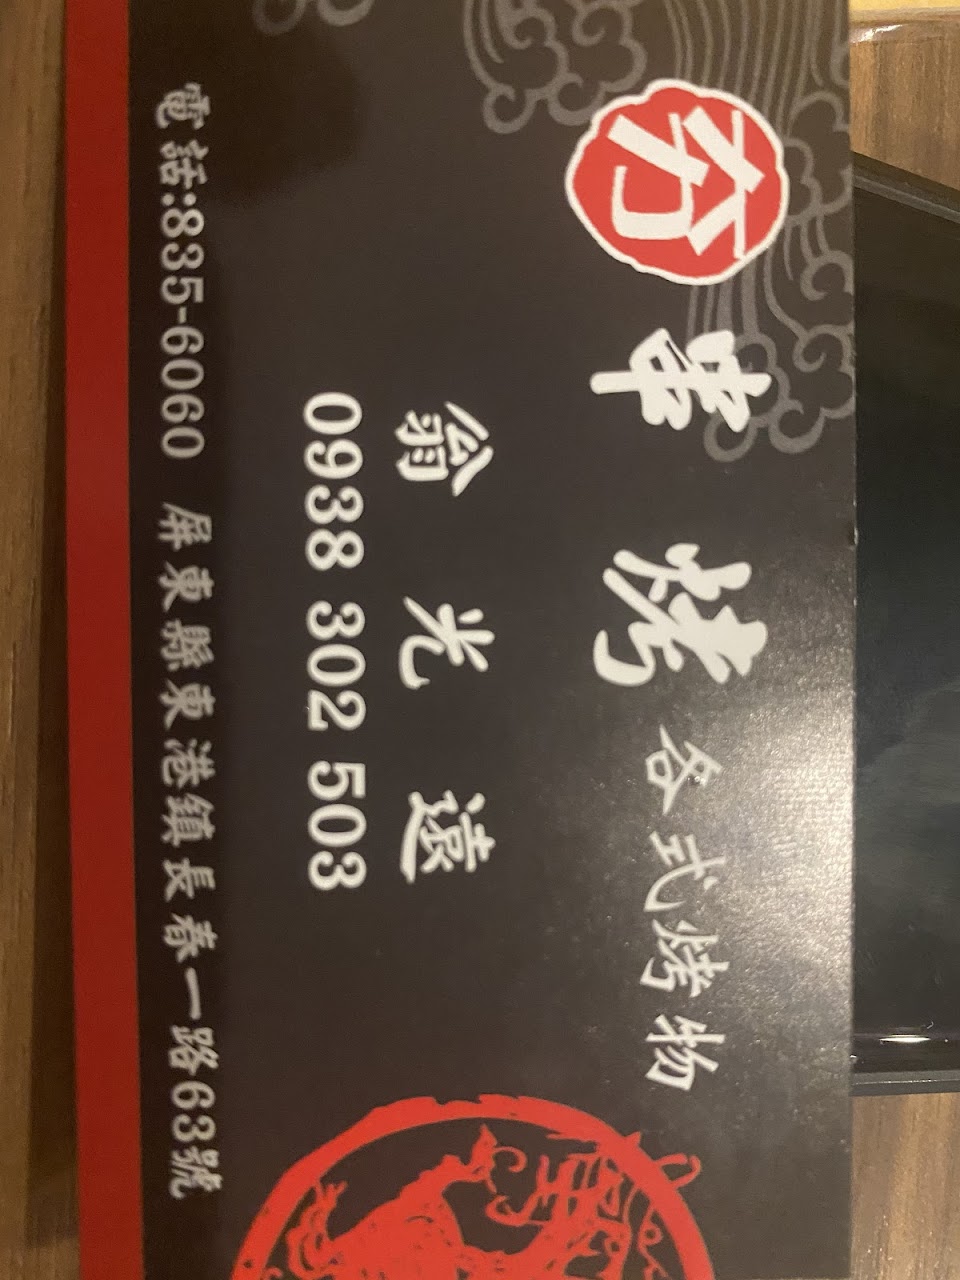 夯 串 烤 各式烤物
翁 光 遠
0938 302 503
電話:835-6060 屏東縣東港鎮長春一路63號